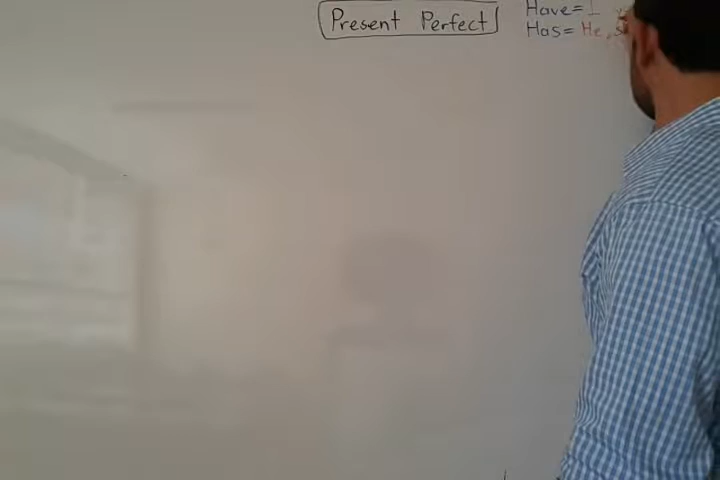 Present Perfect
Have= I
Has= He, s